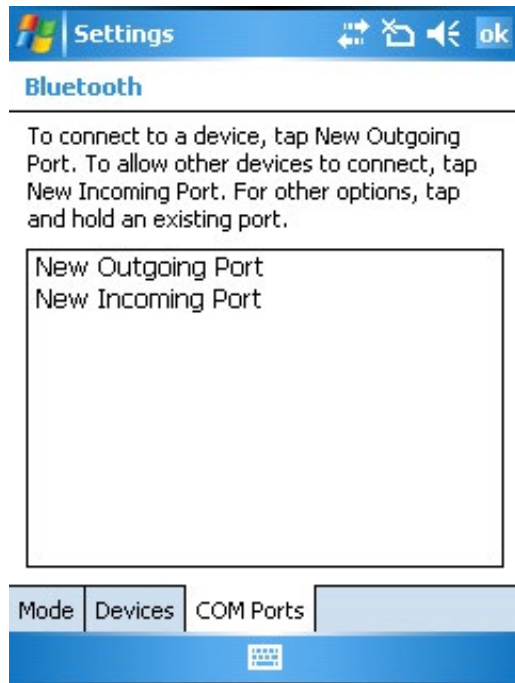 Settings ok
Bluetooth
To connect to a device, tap New Outgoing
Port. To allow other devices to connect, tap
New Incoming Port. For other options, tap
and hold an existing port.
New Outgoing Port
New Incoming Port
Mode Devices COM Ports